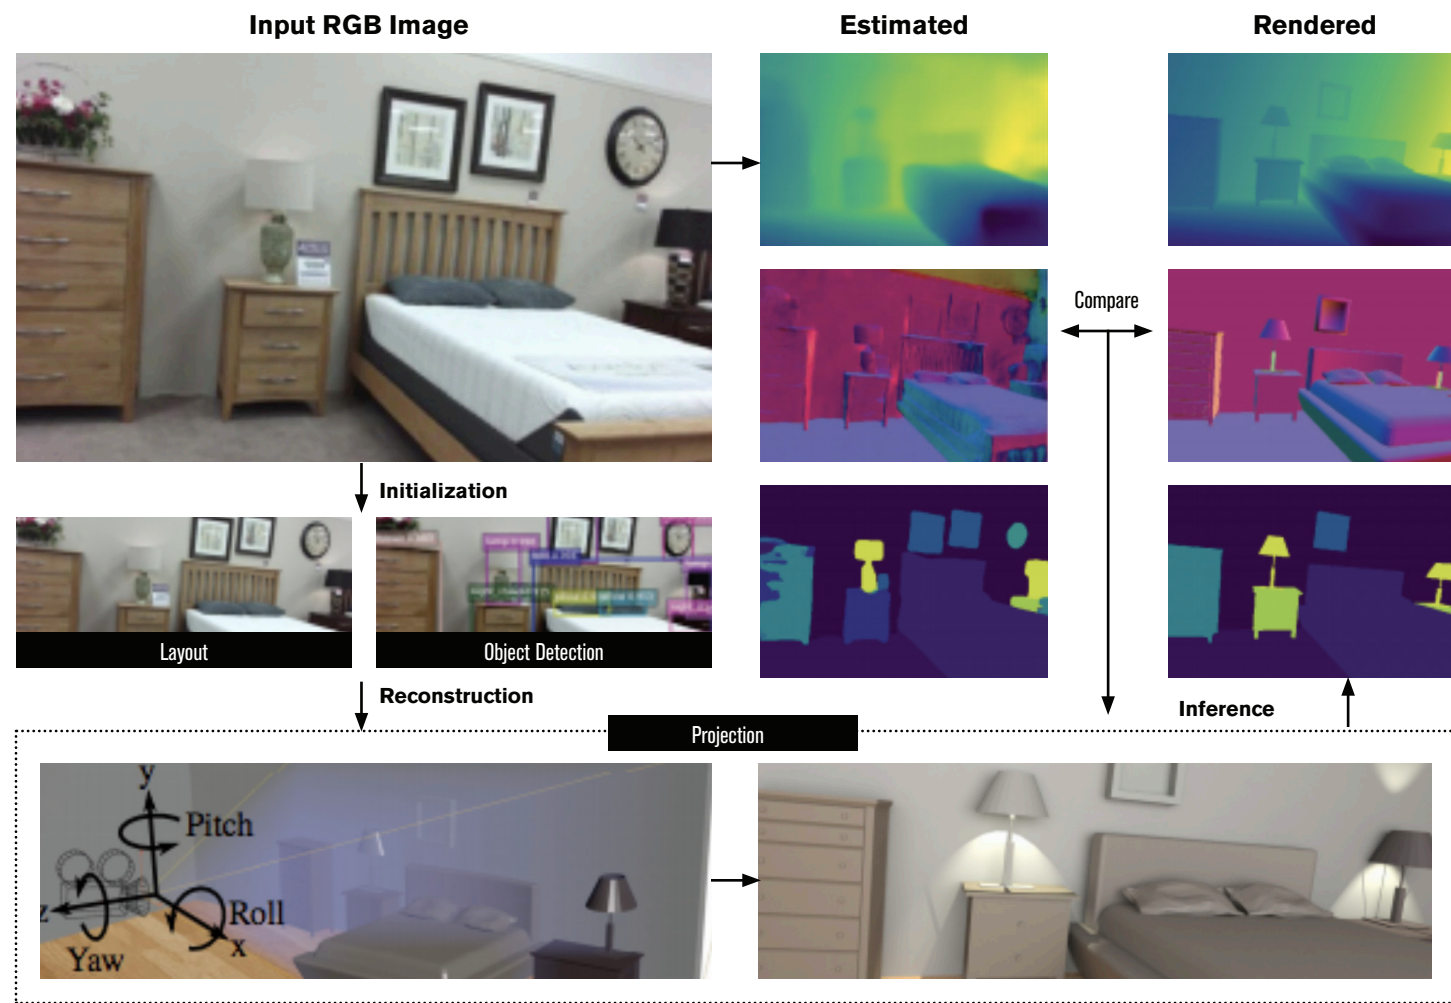 Input RGB Image
Estimated
Rendered
Compare
Initialization
Layout
Object Detection
Reconstruction
Inference
Projection
y
Pitch
z
Roll
x
Yaw